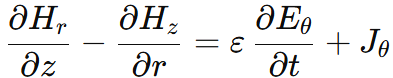 ∂H_r/∂z − ∂H_z/∂r = ε ∂E_θ/∂t + J_θ